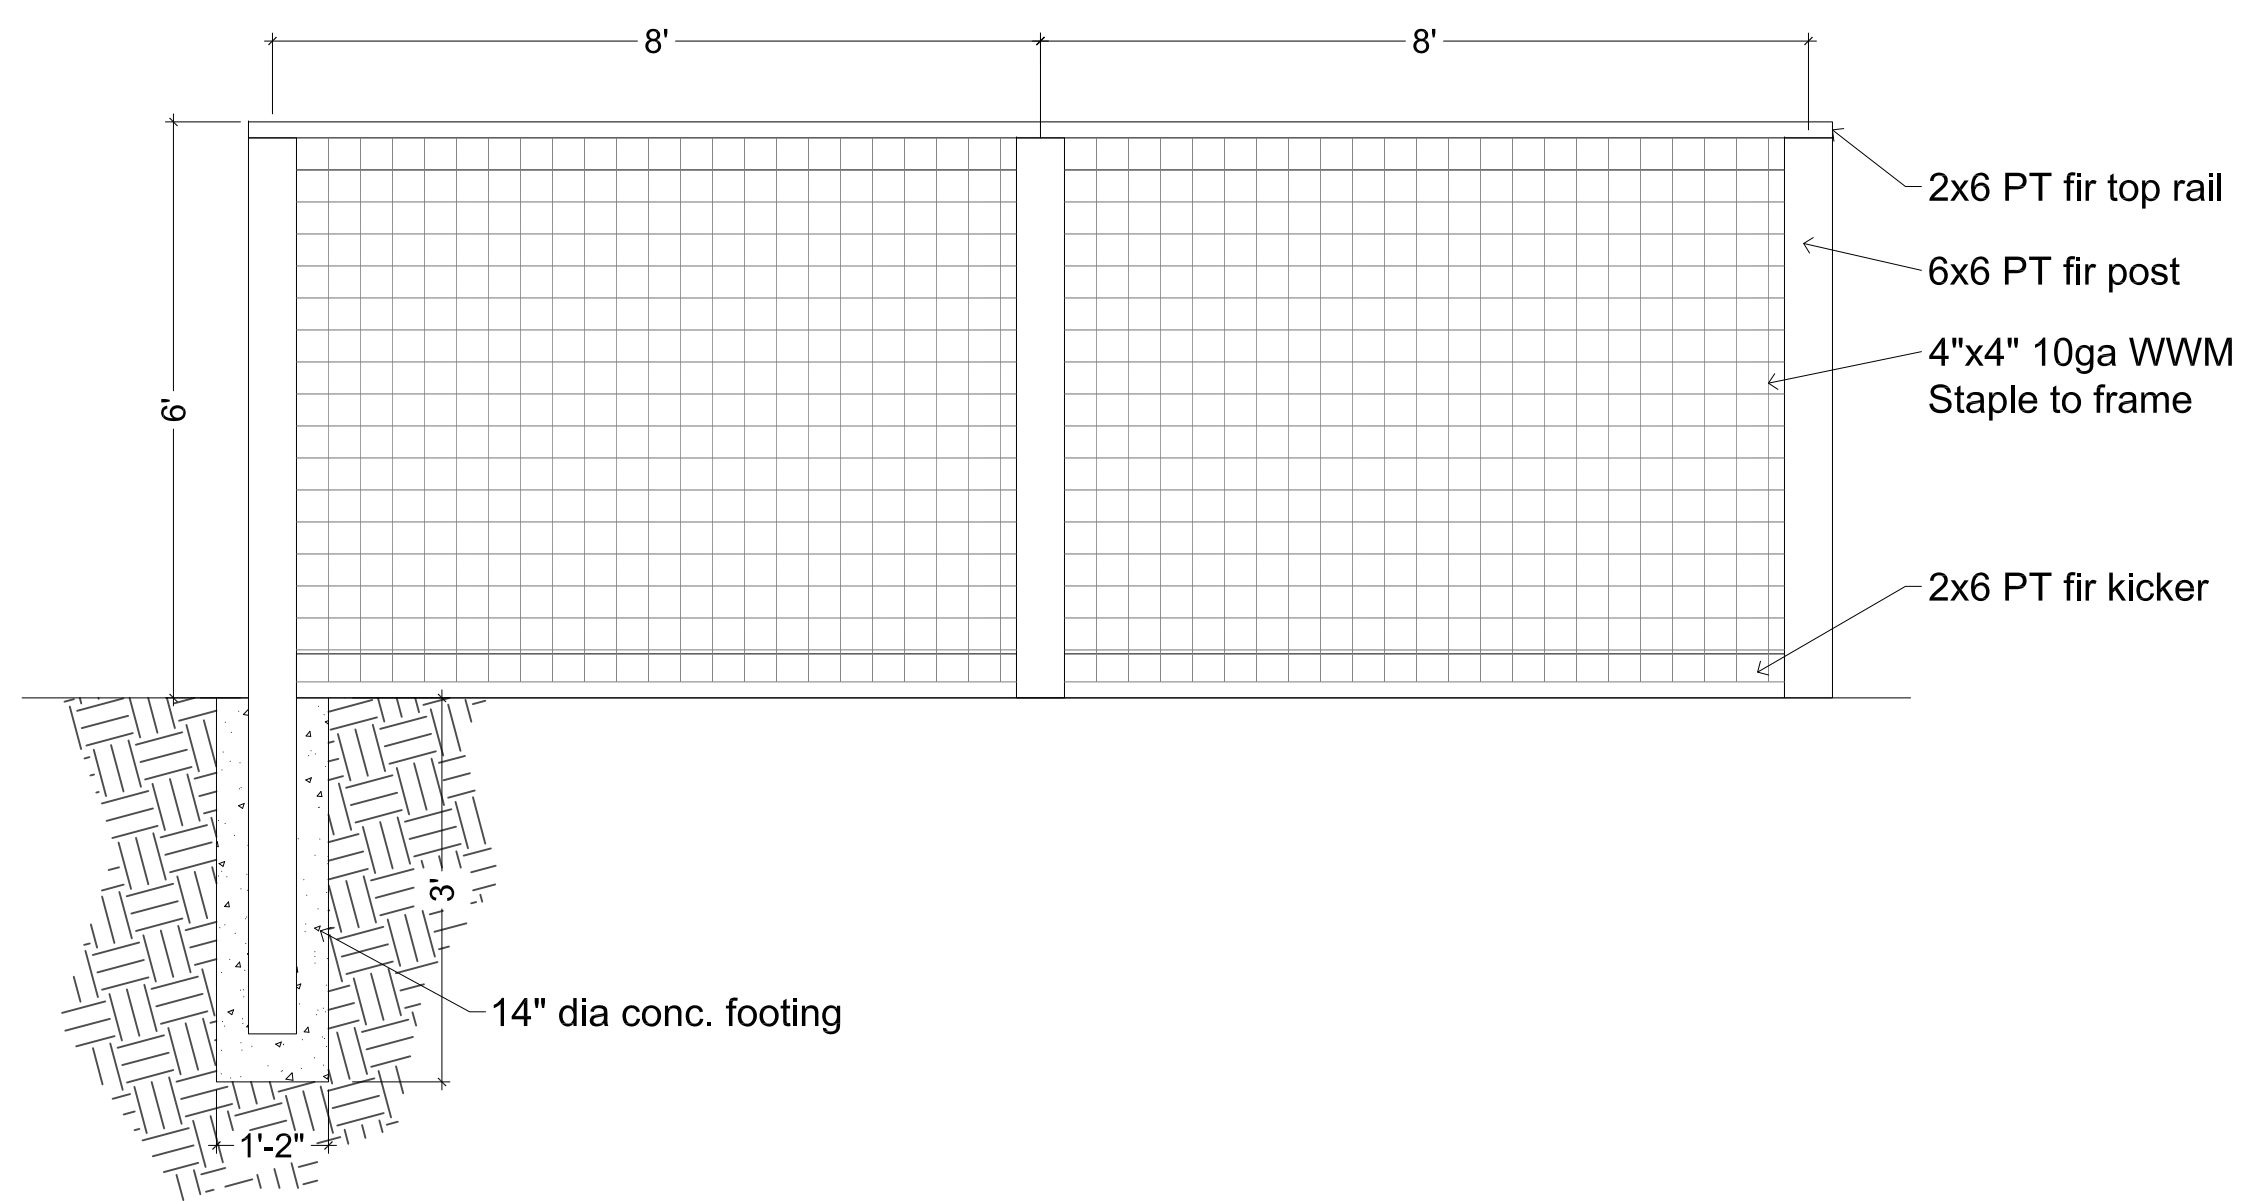 8'
8'
2x6 PT fir top rail
6x6 PT fir post
4"x4" 10ga WWM
Staple to frame
6'
2x6 PT fir kicker
3'
14" dia conc. footing
1'-2"